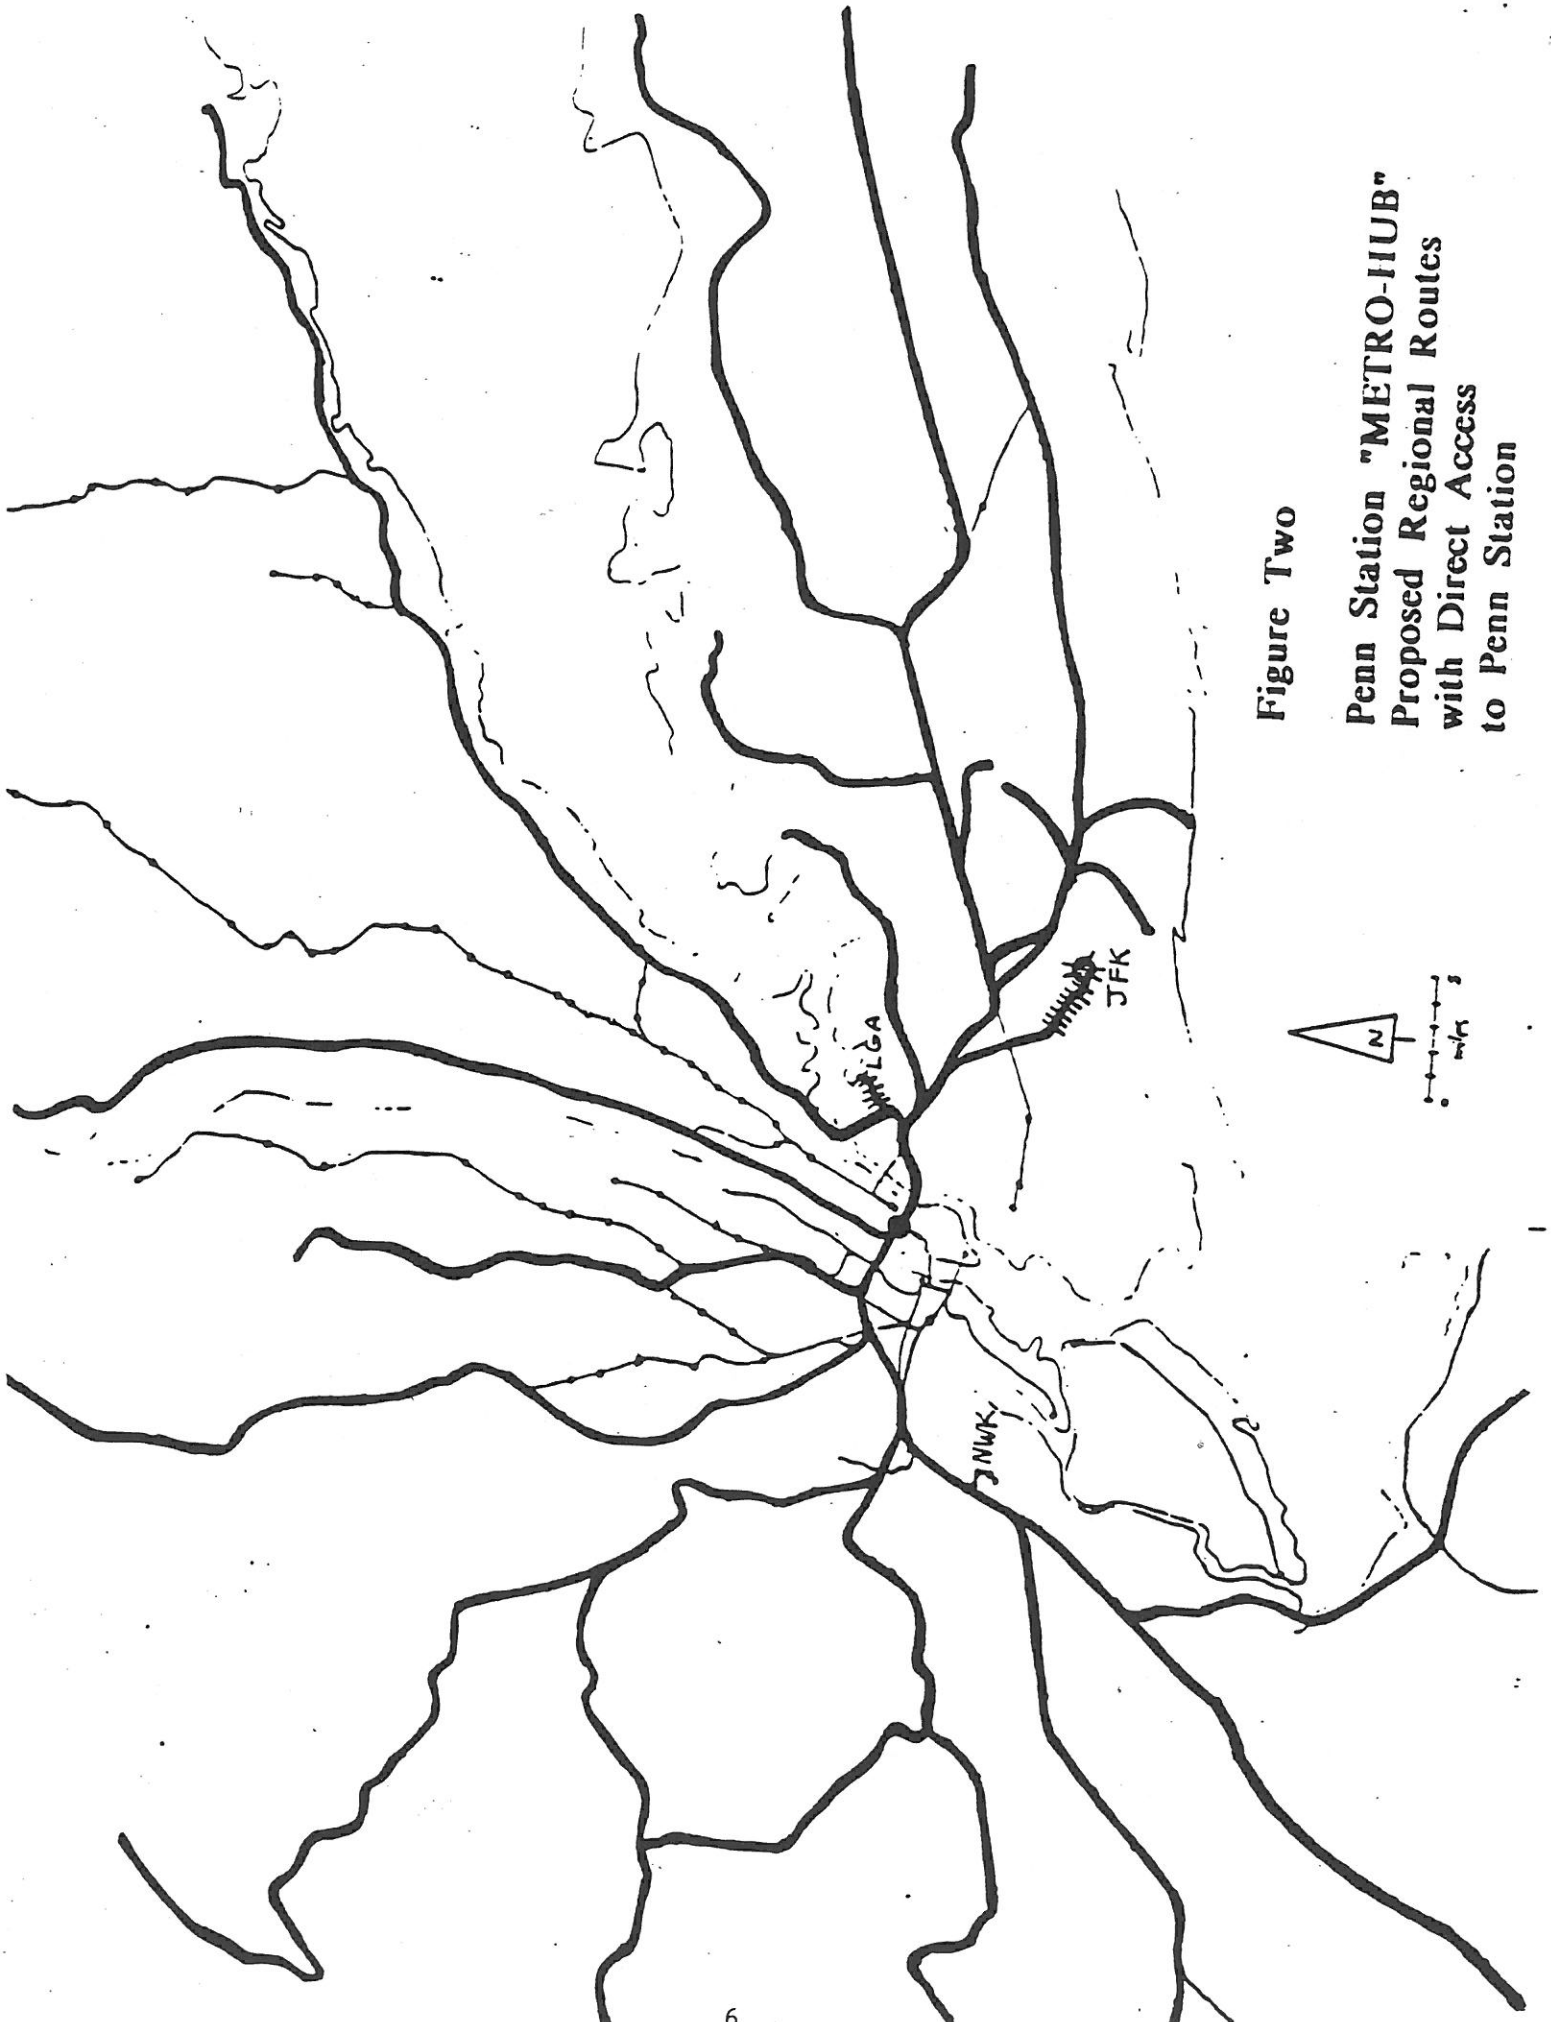 LGA
JFK
NWK
N
miles
Figure Two
Penn Station "METRO-HUB"
Proposed Regional Routes
with Direct Access
to Penn Station
6